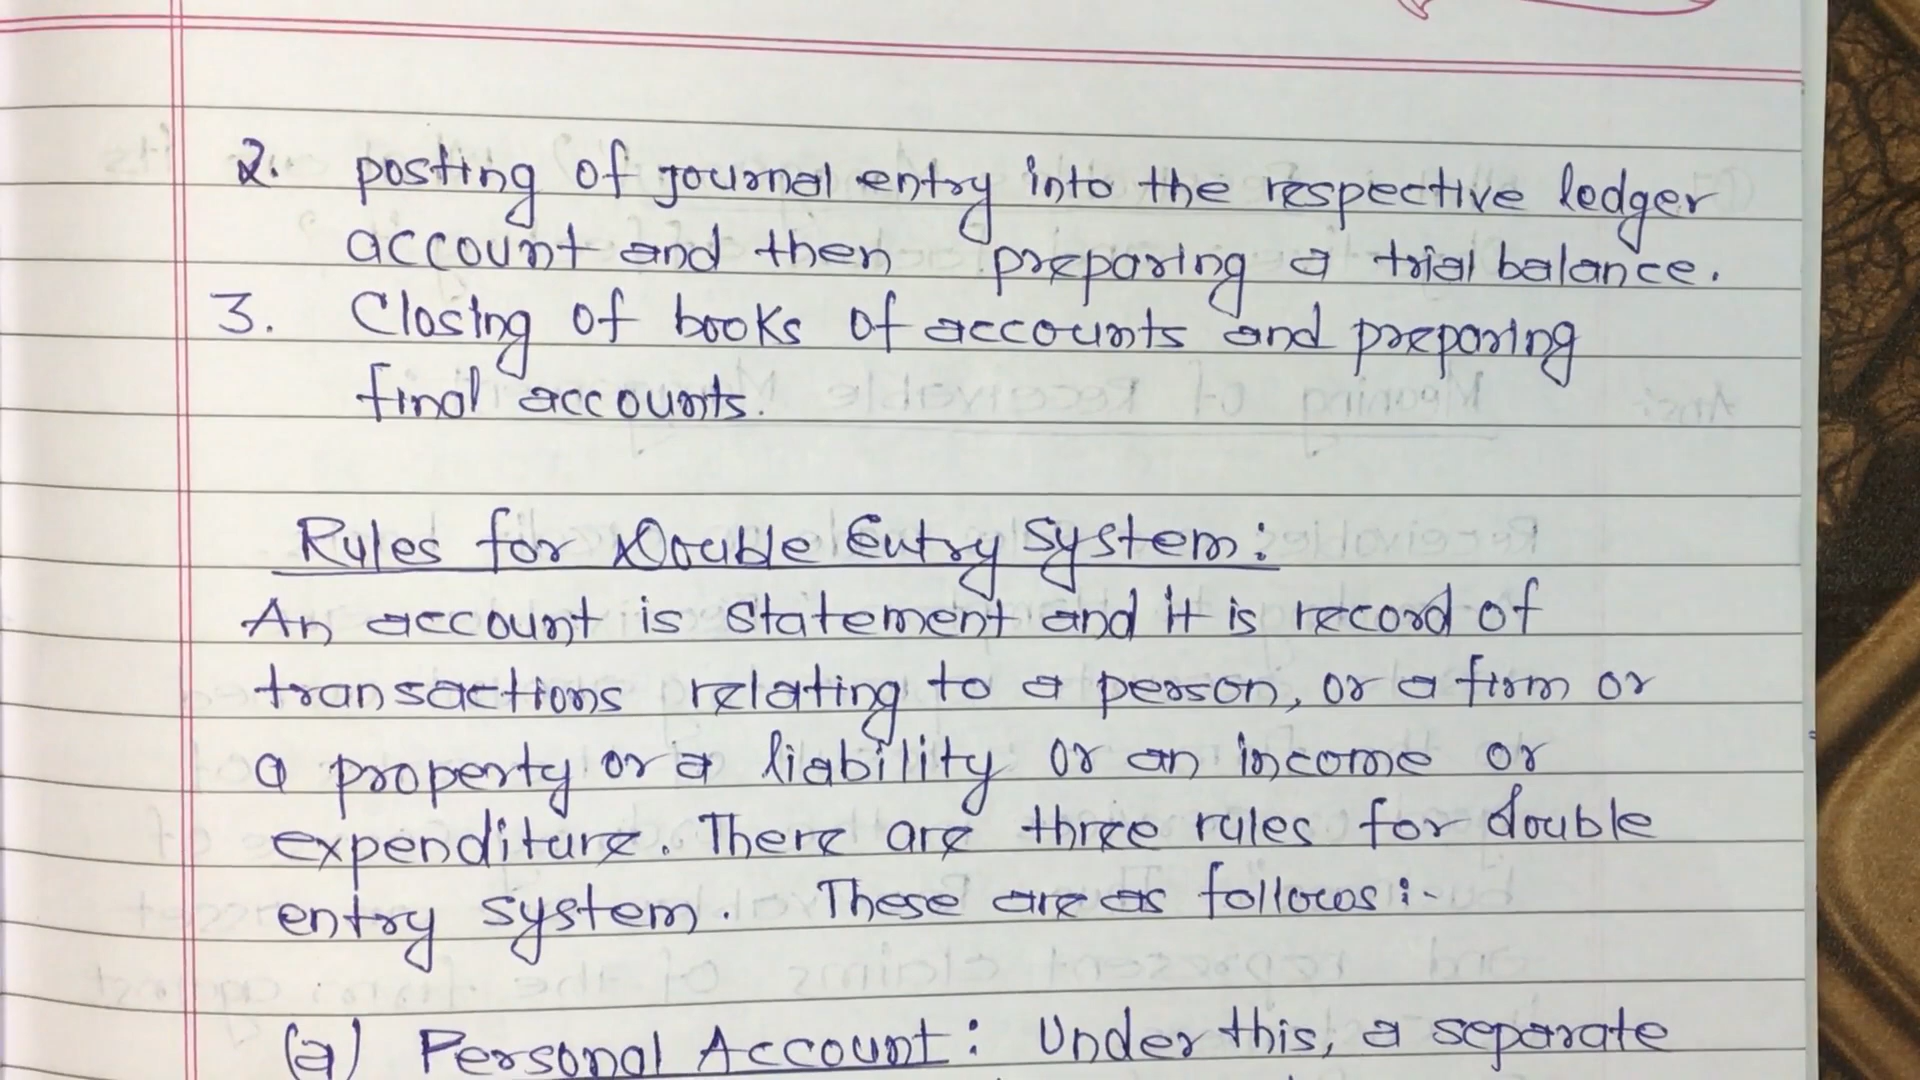 2. posting of journal entry into the respective ledger
account and then preparing a trial balance.
3. Closing of books of accounts and preparing
final accounts.
Rules for Double Entry System:
An account is statement and it is record of
transactions relating to a person, or a firm or
a property or a liability or an income or
expenditure. There are three rules for double
entry system. These are as follows:-
(a) Personal Account: Under this, a separate